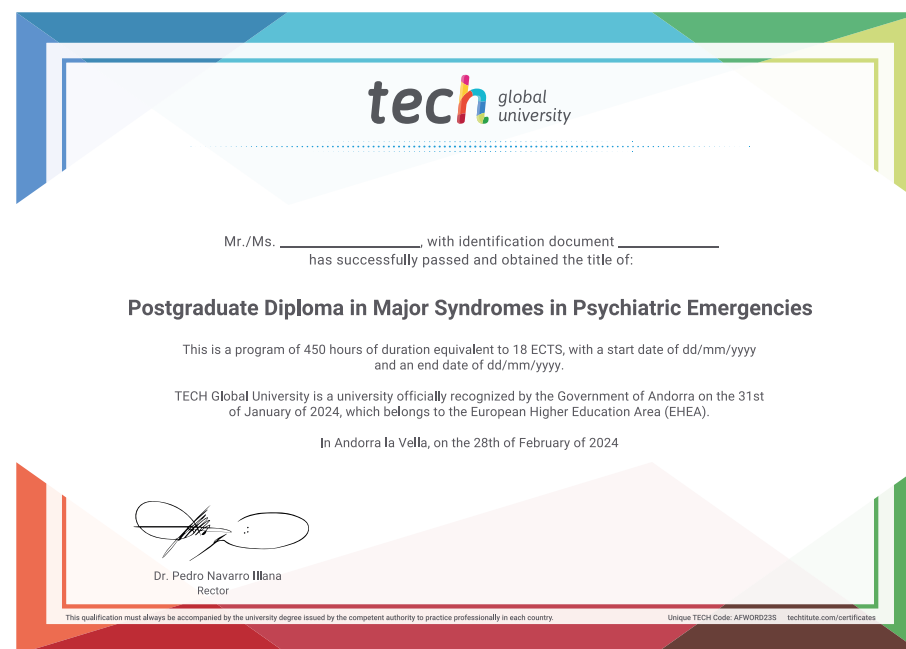 tech global
university
Mr./Ms. ____________, with identification document ____________
has successfully passed and obtained the title of:
Postgraduate Diploma in Major Syndromes in Psychiatric Emergencies
This is a program of 450 hours of duration equivalent to 18 ECTS, with a start date of dd/mm/yyyy
and an end date of dd/mm/yyyy.
TECH Global University is a university officially recognized by the Government of Andorra on the 31st
of January of 2024, which belongs to the European Higher Education Area (EHEA).
In Andorra la Vella, on the 28th of February of 2024
Dr. Pedro Navarro Illana
Rector
This qualification must always be accompanied by the university degree issued by the competent authority to practice professionally in each country. Unique TECH Code: AFWORD23S techtitute.com/certificates